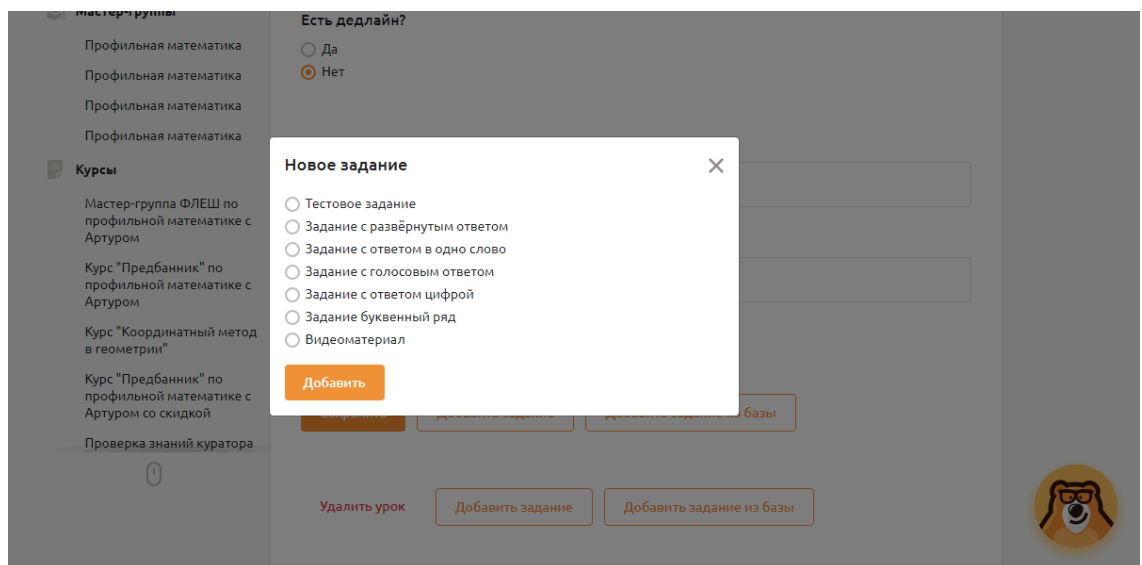 Мастер-группы
Профильная математика
Профильная математика
Профильная математика
Профильная математика
Курсы
Мастер-группа ФЛЕШ по
профильной математике с
Артуром
Курс "Предбанник" по
профильной математике с
Артуром
Курс "Координатный метод
в геометрии"
Курс "Предбанник" по
профильной математике с
Артуром со скидкой
Проверка знаний куратора
Есть дедлайн?
Да
Нет
Новое задание
Тестовое задание
Задание с развёрнутым ответом
Задание с ответом в одно слово
Задание с голосовым ответом
Задание с ответом цифрой
Задание буквенный ряд
Видеоматериал
Добавить
Сохранить Добавить задание Добавить задание из базы
Удалить урок Добавить задание Добавить задание из базы